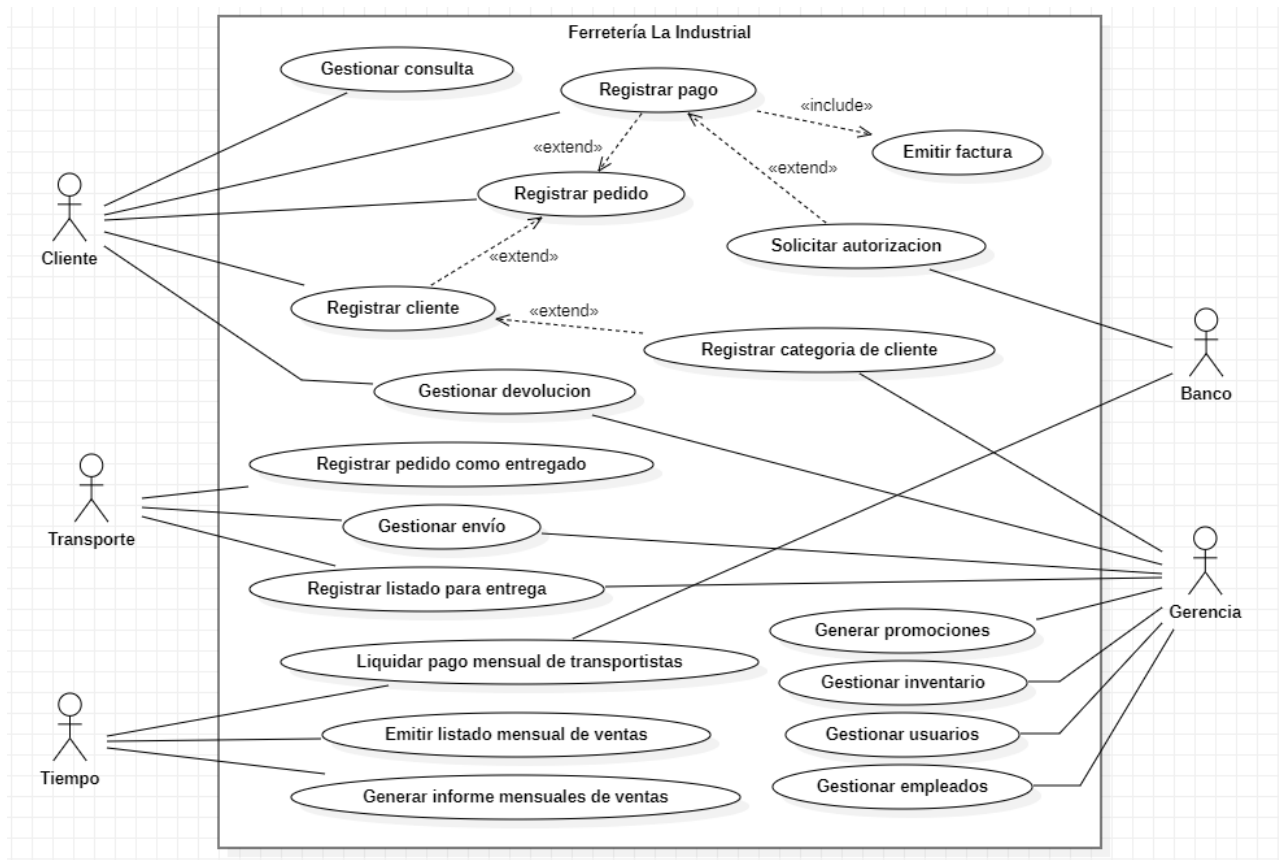 Ferretería La Industrial
Gestionar consulta
Registrar pago
«include»
Emitir factura
«extend»
«extend»
Registrar pedido
Solicitar autorizacion
Cliente
«extend»
Registrar cliente
«extend»
Registrar categoria de cliente
Gestionar devolucion
Banco
Registrar pedido como entregado
Gestionar envío
Transporte
Registrar listado para entrega
Gerencia
Generar promociones
Liquidar pago mensual de transportistas
Gestionar inventario
Emitir listado mensual de ventas
Gestionar usuarios
Tiempo
Generar informe mensuales de ventas
Gestionar empleados